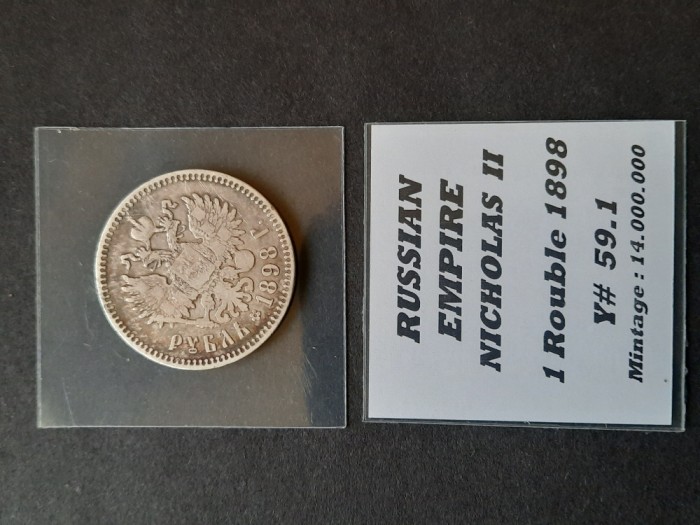 РУБЛЬ * 1898 Г
RUSSIAN
EMPIRE
NICHOLAS II
1 Rouble 1898
Y# 59.1
Mintage : 14.000.000